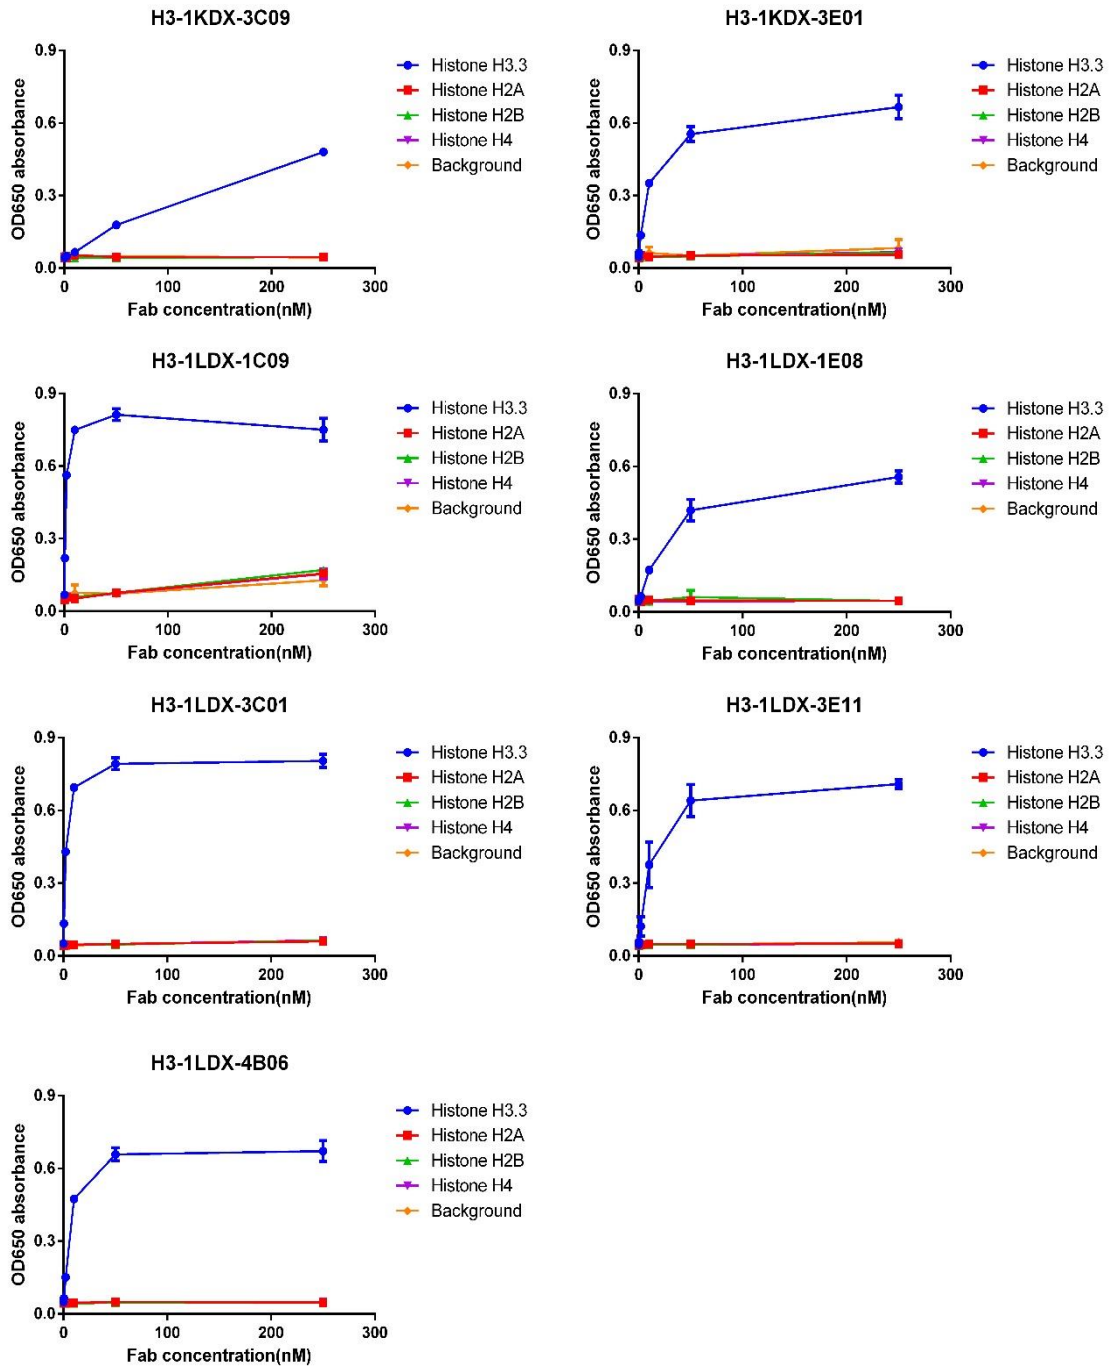 H3-1KDX-3C09
0.9
0.6
0.3
0.0
OD650 absorbance
0
100
200
300
Fab concentration(nM)
Histone H3.3
Histone H2A
Histone H2B
Histone H4
Background
H3-1KDX-3E01
0.9
0.6
0.3
0.0
OD650 absorbance
0
100
200
300
Fab concentration(nM)
Histone H3.3
Histone H2A
Histone H2B
Histone H4
Background
H3-1LDX-1C09
0.9
0.6
0.3
0.0
OD650 absorbance
0
100
200
300
Fab concentration(nM)
Histone H3.3
Histone H2A
Histone H2B
Histone H4
Background
H3-1LDX-1E08
0.9
0.6
0.3
0.0
OD650 absorbance
0
100
200
300
Fab concentration(nM)
Histone H3.3
Histone H2A
Histone H2B
Histone H4
Background
H3-1LDX-3C01
0.9
0.6
0.3
0.0
OD650 absorbance
0
100
200
300
Fab concentration(nM)
Histone H3.3
Histone H2A
Histone H2B
Histone H4
Background
H3-1LDX-3E11
0.9
0.6
0.3
0.0
OD650 absorbance
0
100
200
300
Fab concentration(nM)
Histone H3.3
Histone H2A
Histone H2B
Histone H4
Background
H3-1LDX-4B06
0.9
0.6
0.3
0.0
OD650 absorbance
0
100
200
300
Fab concentration(nM)
Histone H3.3
Histone H2A
Histone H2B
Histone H4
Background